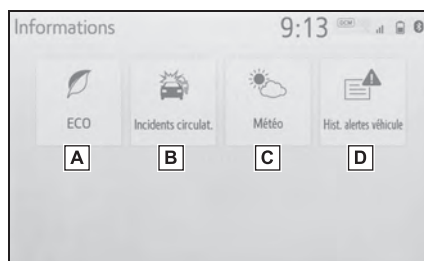 Informations 9:13 DCM
ECO Incidents circulat. Météo Hist. alertes véhicule
A B C D